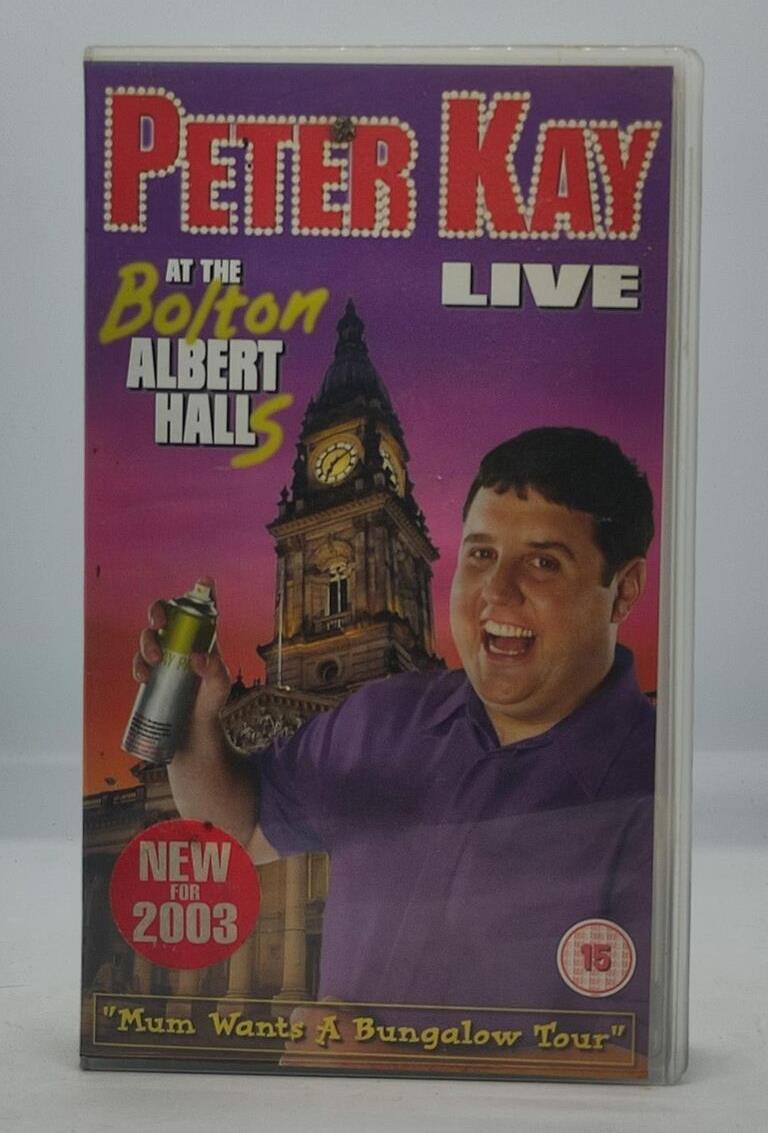 PETER KAY
LIVE
AT THE
Bolton
ALBERT
HALLS
NEW
FOR
2003
15
"Mum Wants A Bungalow Tour"